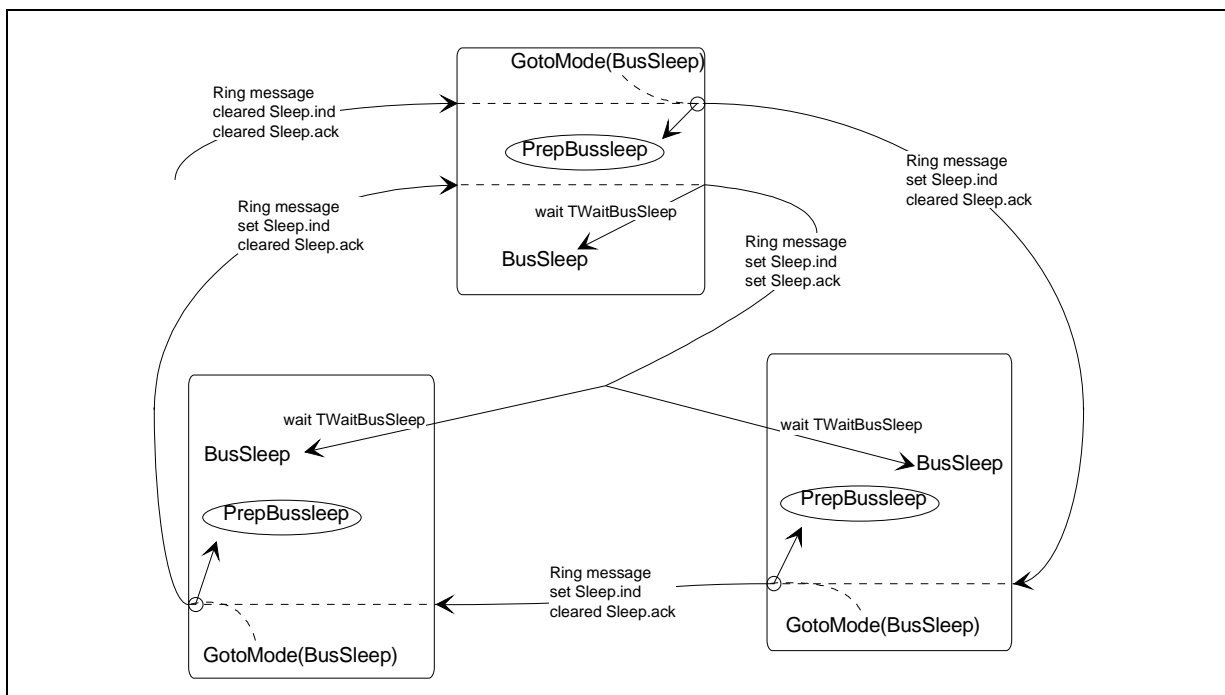 GotoMode(BusSleep)
Ring message
cleared Sleep.ind
cleared Sleep.ack
PrepBussleep
Ring message
set Sleep.ind
cleared Sleep.ack
Ring message
set Sleep.ind
cleared Sleep.ack
wait TWaitBusSleep
BusSleep
Ring message
set Sleep.ind
set Sleep.ack
wait TWaitBusSleep
BusSleep
PrepBussleep
wait TWaitBusSleep
BusSleep
PrepBussleep
Ring message
set Sleep.ind
cleared Sleep.ack
GotoMode(BusSleep)
GotoMode(BusSleep)